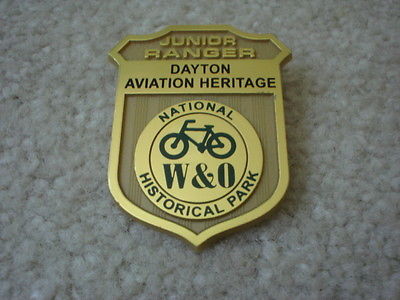 JUNIOR
RANGER
DAYTON
AVIATION HERITAGE
NATIONAL
W&O
HISTORICAL PARK